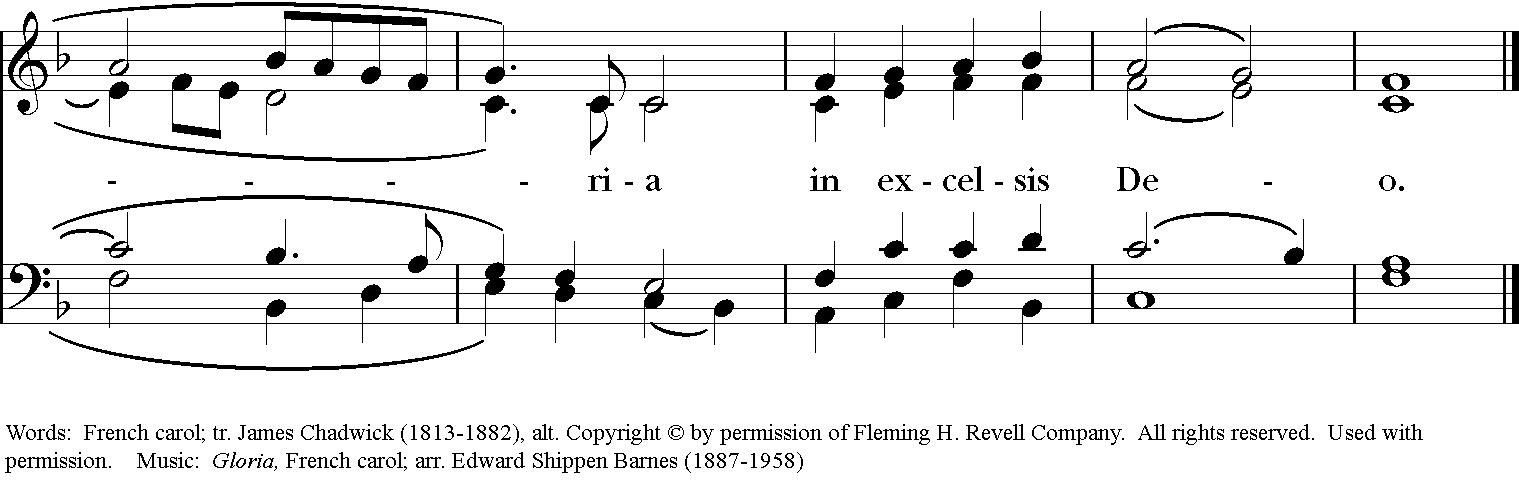 - - - - ri - a in ex - cel - sis De - o.
Words: French carol; tr. James Chadwick (1813-1882), alt. Copyright © by permission of Fleming H. Revell Company. All rights reserved. Used with
permission. Music: Gloria, French carol; arr. Edward Shippen Barnes (1887-1958)